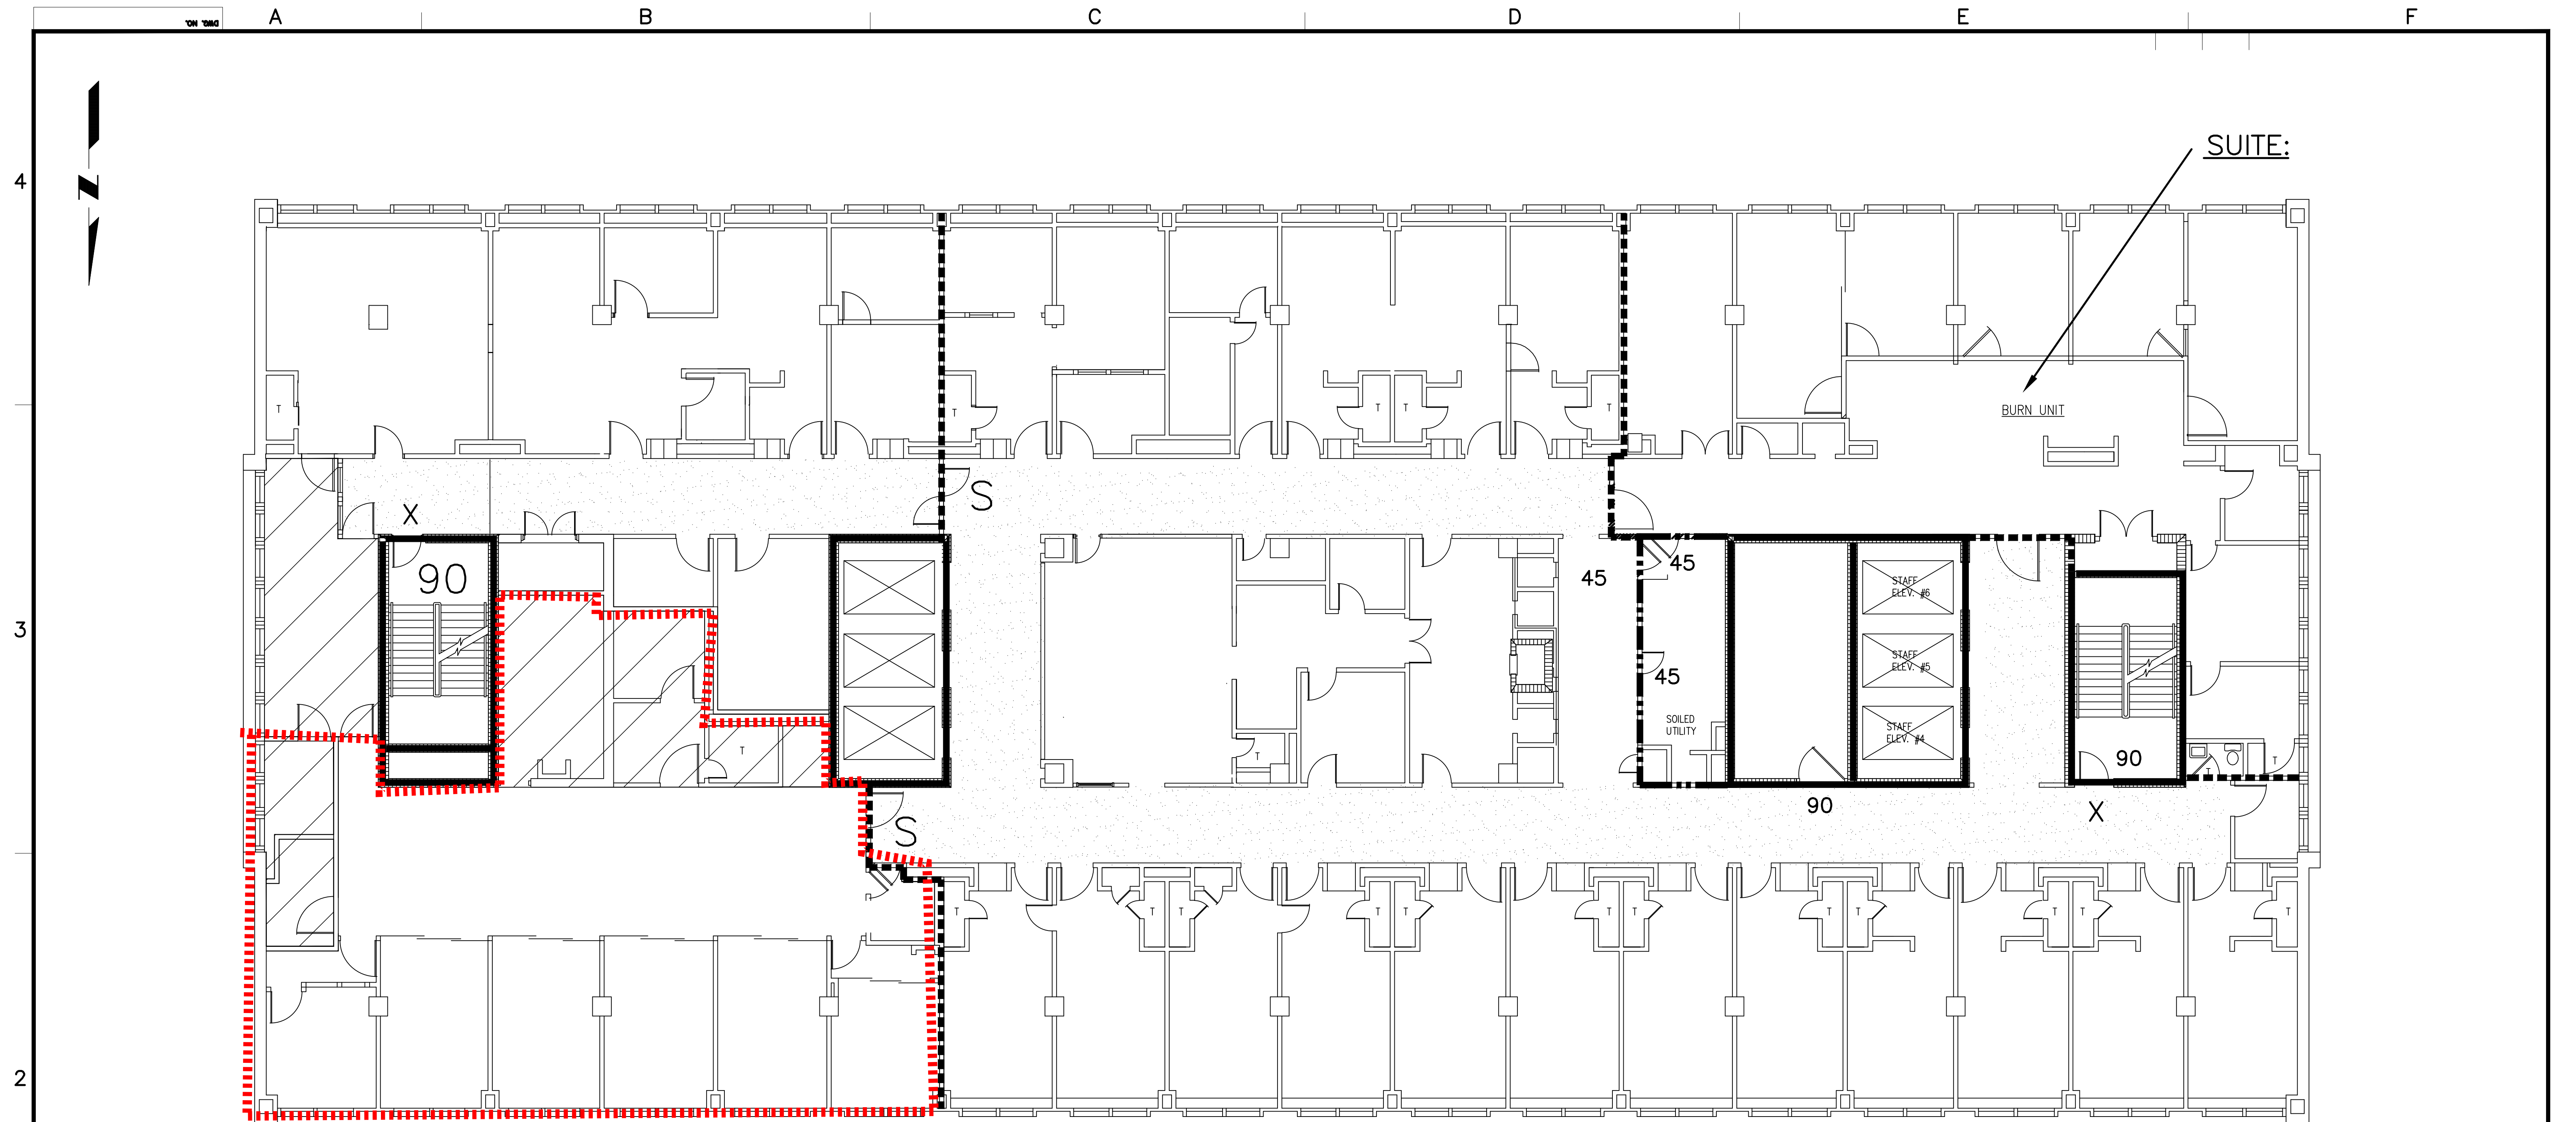 DWG. NO.
A
B
C
D
E
F
4
N
SUITE:
BURN UNIT
T
T
T
T
T
X
S
90
45
45
STAFF
ELEV. #6
3
STAFF
ELEV. #5
45
SOILED
UTILITY
STAFF
ELEV. #4
T
T
90
T
T
90
X
S
T
T
T
T
T
T
T
T
T
T
T
T
2